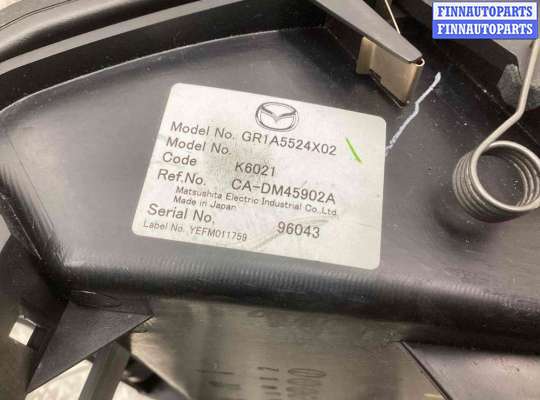 FINNAUTOPARTS
FINNAUTOPARTS
Model No. GR1A5524X02
Model No.
Code K6021
Ref.No. CA-DM45902A
Matsushita Electric Industrial Co.,Ltd.
Made in Japan
Serial No. 96043
Label No. YEFM011759